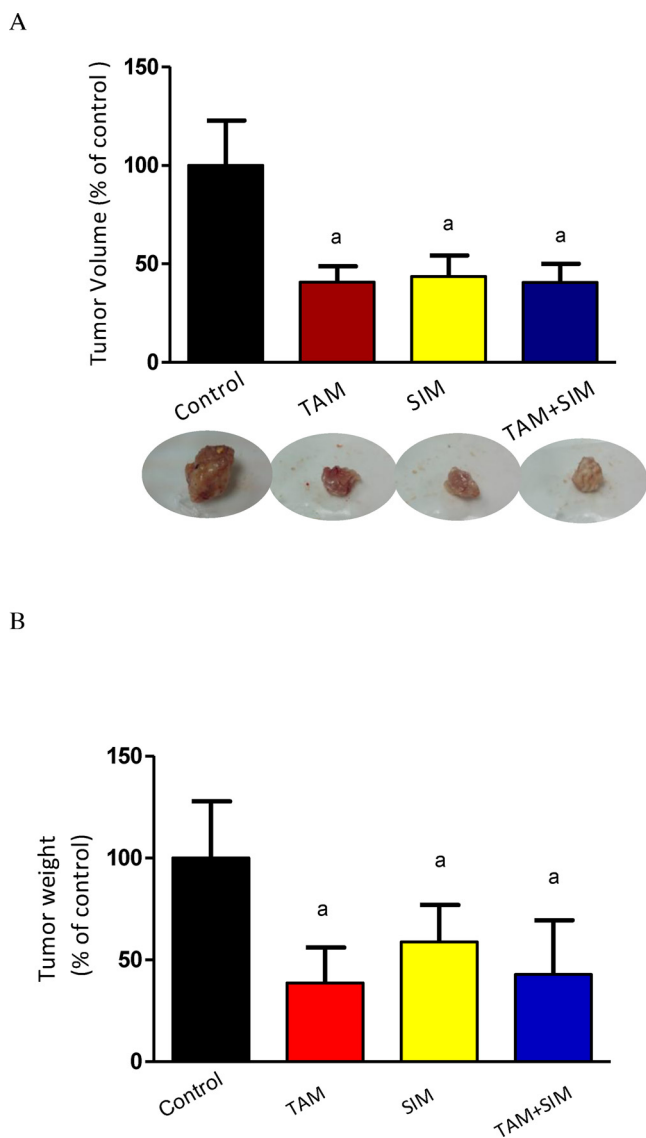 A
Tumor Volume (% of control )
150
100
50
0
a
a
a
Control
TAM
SIM
TAM+SIM
B
Tumor weight
(% of control)
150
100
50
0
a
a
a
Control
TAM
SIM
TAM+SIM